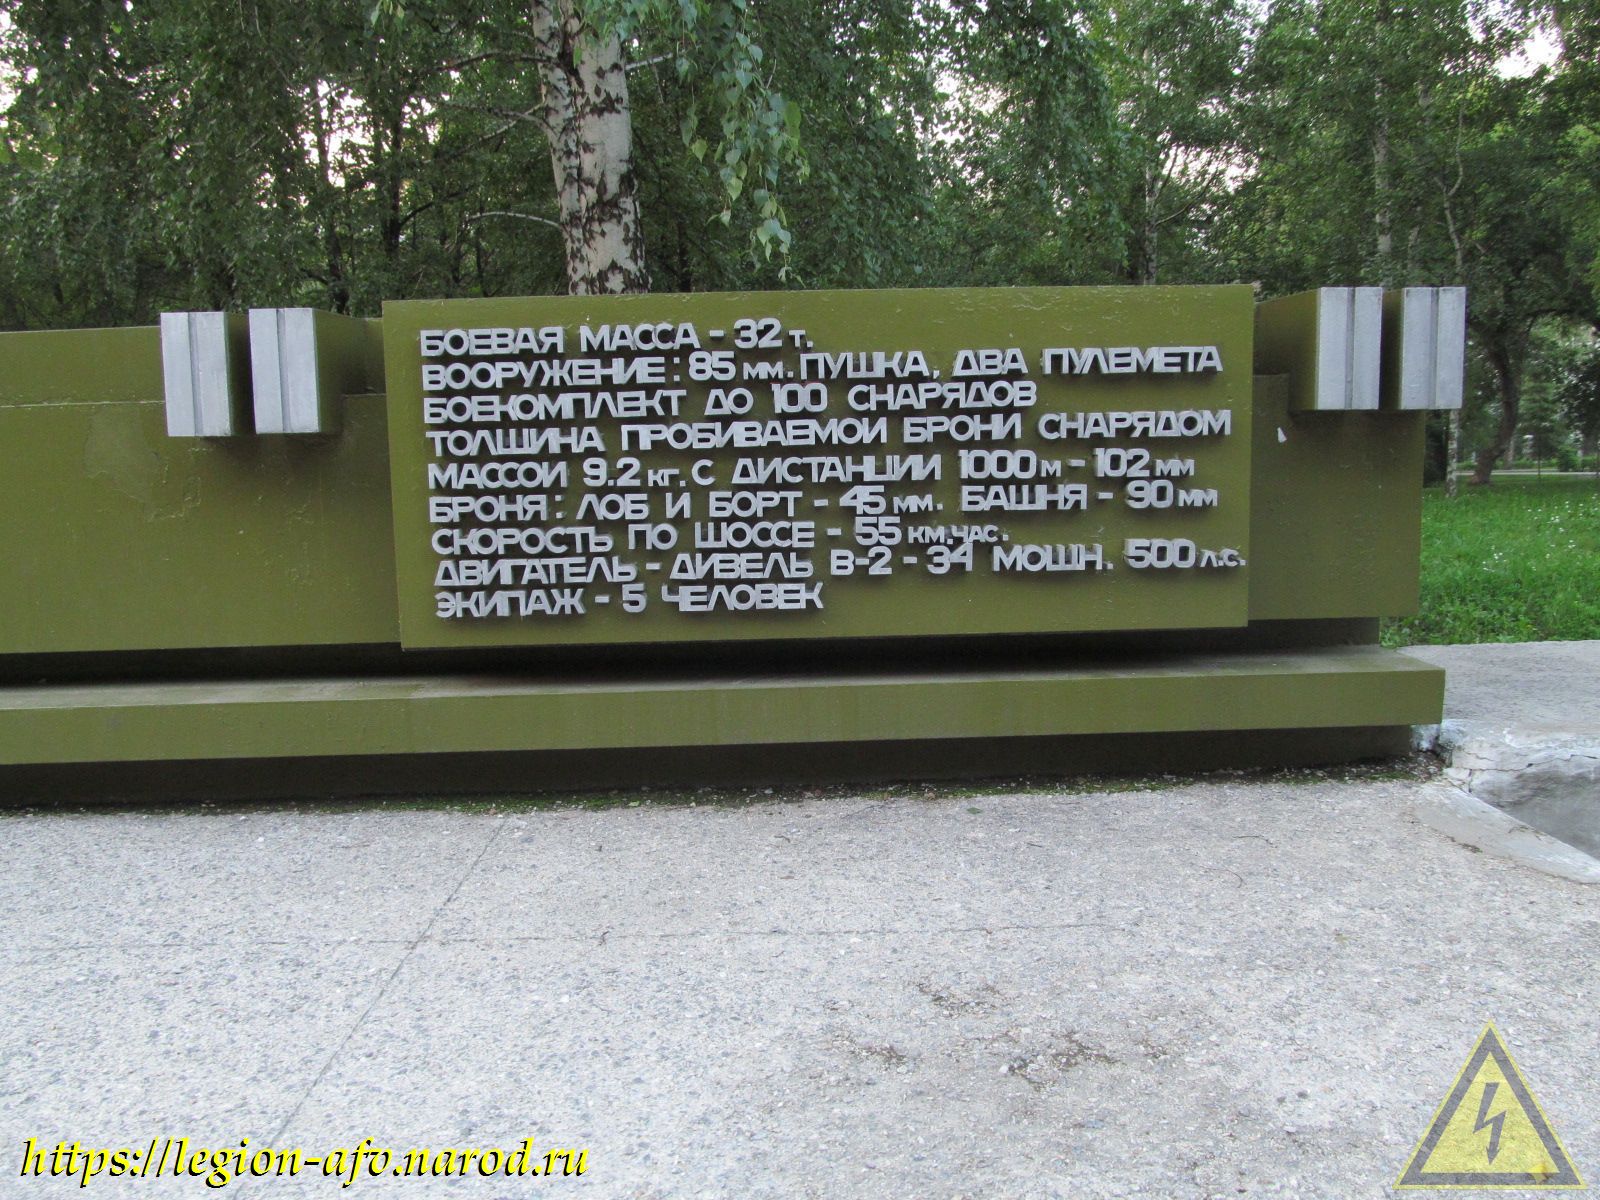 БОЕВАЯ МАССА - 32 т.
ВООРУЖЕНИЕ: 85 мм. ПУШКА, ДВА ПУЛЕМЕТА
БОЕКОМПЛЕКТ ДО 100 СНАРЯДОВ
ТОЛЩИНА ПРОБИВАЕМОЙ БРОНИ СНАРЯДОМ
МАССОЙ 9.2 кг. С ДИСТАНЦИИ 1000 м - 102 мм
БРОНЯ: ЛОБ И БОРТ - 45 мм. БАШНЯ - 90 мм
СКОРОСТЬ ПО ШОССЕ - 55 КМ.ЧАС.
ДВИГАТЕЛЬ - ДИЗЕЛЬ В-2 - 34 МОЩН. 500 Л.С.
ЭКИПАЖ - 5 ЧЕЛОВЕК
https://legion-afv.narod.ru